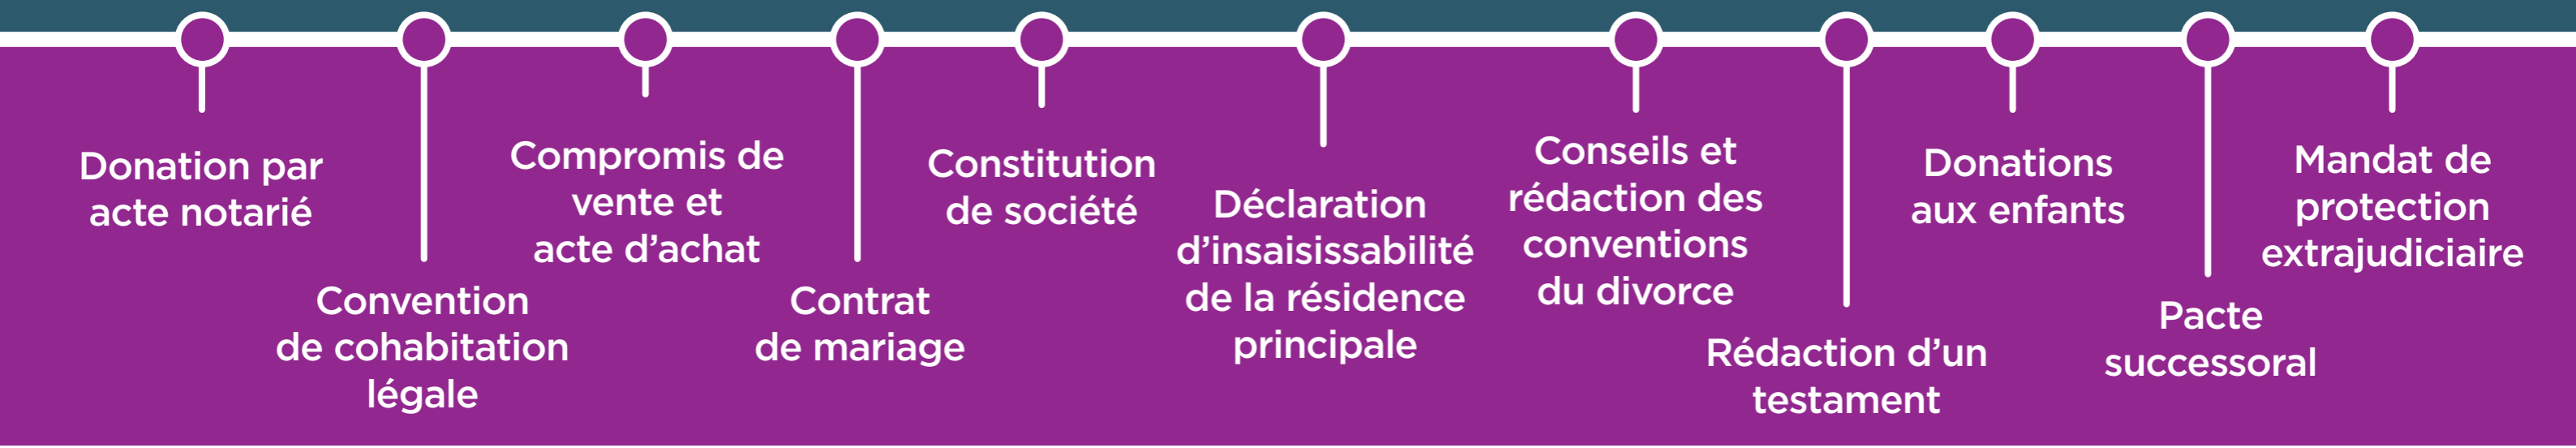 Donation par
acte notarié
Convention
de cohabitation
légale
Compromis de
vente et
acte d'achat
Contrat
de mariage
Constitution
de société
Déclaration
d'insaisissabilité
de la résidence
principale
Conseils et
rédaction des
conventions
du divorce
Rédaction d'un
testament
Donations
aux enfants
Pacte
successoral
Mandat de
protection
extrajudiciaire